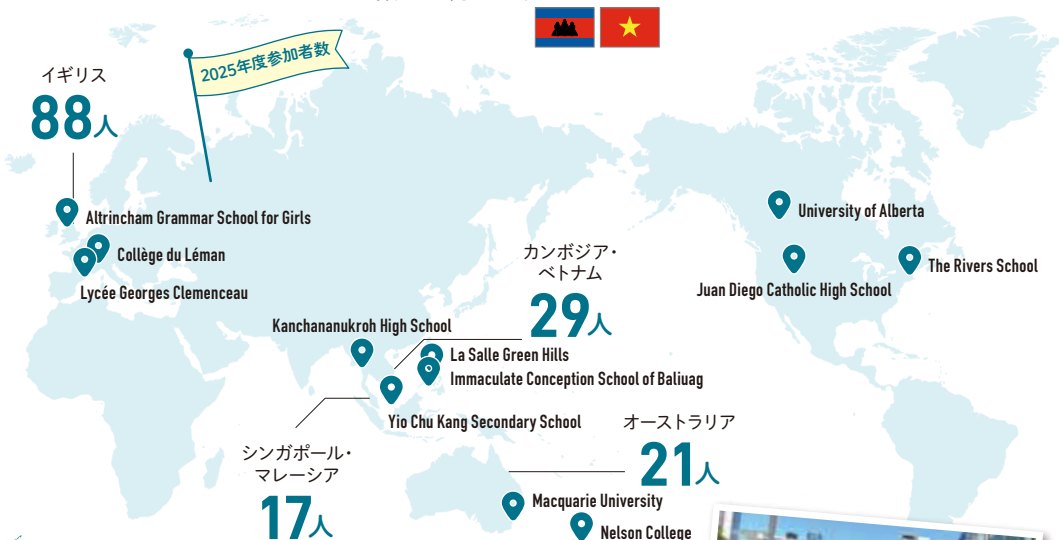 2025年度参加者数
イギリス
88人
Altrincham Grammar School for Girls
Collège du Léman
Lycée Georges Clemenceau
University of Alberta
The Rivers School
Juan Diego Catholic High School
カンボジア・
ベトナム
29人
Kanchananukroh High School
La Salle Green Hills
Immaculate Conception School of Baliuag
Yio Chu Kang Secondary School
シンガポール・
マレーシア
17人
オーストラリア
21人
Macquarie University
Nelson College